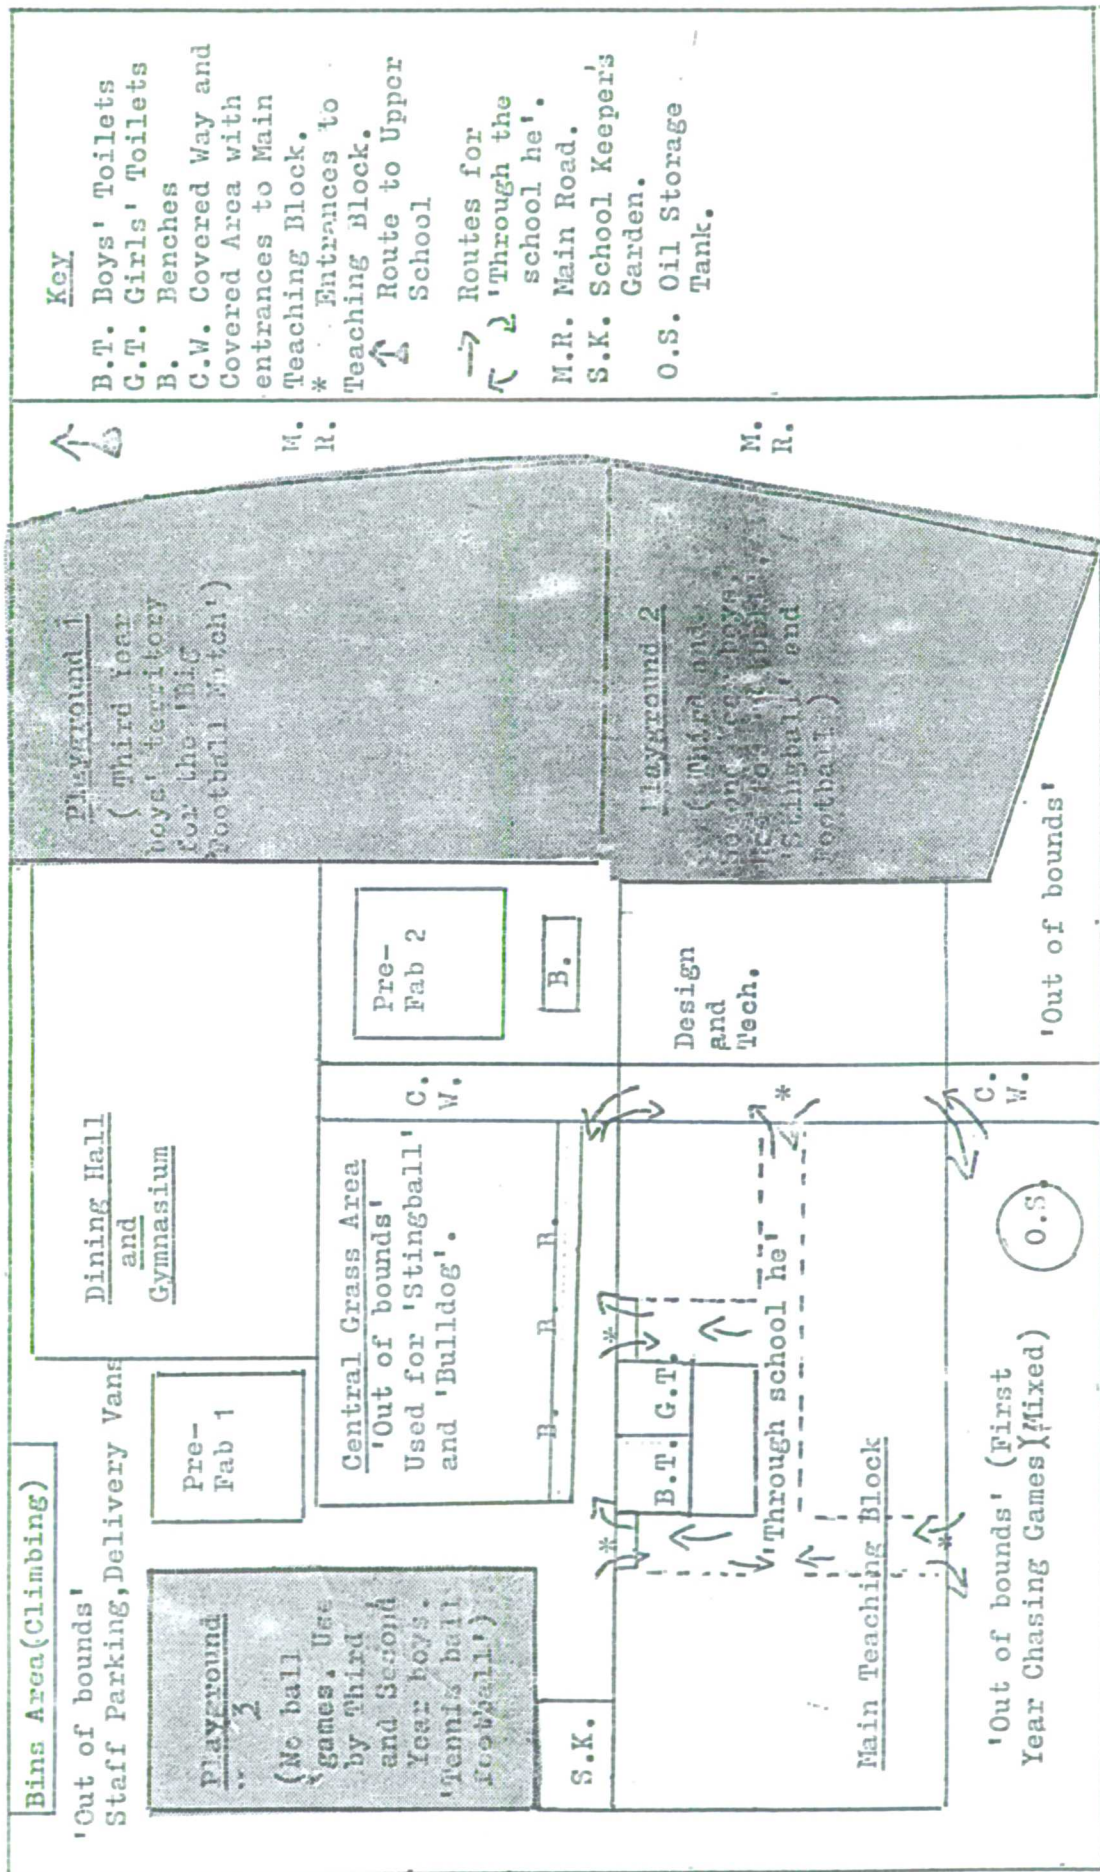 Bins Area(Climbing)
'Out of bounds'
Staff Parking,Delivery Vans
Dining Hall
and
Gymnasium
Playground 1
( Third Year
boys' territory
for the 'Big
Football Match')
Playground
3
(No ball
games. Use
by Third
and Second
Year boys.
'Tennis ball
football')
Pre-
Fab 1
Central Grass Area
'Out of bounds'
Used for 'Stingball'
and 'Bulldog'.
B. B. B.
C.
W.
Pre-
Fab 2
B.
M.
R.
S.K.
*
B.T.
G.T.
*
'Through school he'
*
*
Main Teaching Block
Design
and
Tech.
Playground 2
(Third and
Second Year boys.
'Stingball' and
Football)
M.
R.
'Out of bounds' (First
Year Chasing Games)(Mixed)
O.S.
C.
W.
'Out of bounds'
Key
B.T. Boys' Toilets
G.T. Girls' Toilets
B. Benches
C.W. Covered Way and
Covered Area with
entrances to Main
Teaching Block.
* Entrances to
Teaching Block.
Route to Upper
School
Routes for
'Through the
school he'.
M.R. Main Road.
S.K. School Keeper's
Garden.
O.S. Oil Storage
Tank.